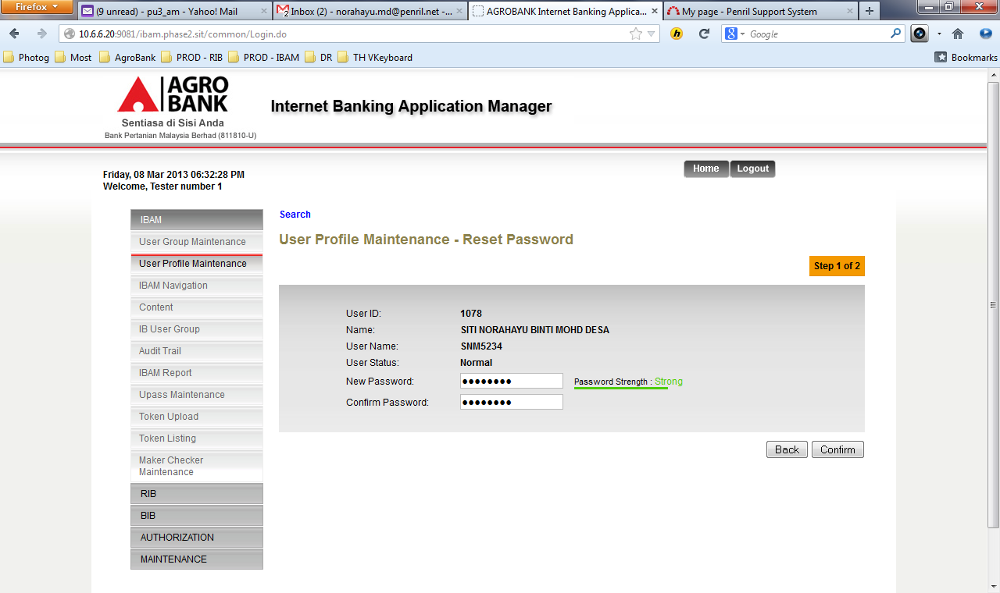 Firefox
(9 unread) - pu3_am - Yahoo! Mail
Inbox (2) - norahayu.md@penril.net -...
AGROBANK Internet Banking Applica...
My page - Penril Support System
10.6.6.20:9081/ibam.phase2.sit/common/Login.do
Google
Photog
Most
AgroBank
PROD - RIB
PROD - IBAM
DR
TH VKeyboard
Bookmarks
AGRO
BANK
Sentiasa di Sisi Anda
Bank Pertanian Malaysia Berhad (811810-U)
Internet Banking Application Manager
Friday, 08 Mar 2013 06:32:28 PM
Welcome, Tester number 1
Home
Logout
IBAM
User Group Maintenance
User Profile Maintenance
IBAM Navigation
Content
IB User Group
Audit Trail
IBAM Report
Upass Maintenance
Token Upload
Token Listing
Maker Checker
Maintenance
RIB
BIB
AUTHORIZATION
MAINTENANCE
Search
User Profile Maintenance - Reset Password
Step 1 of 2
User ID: 1078
Name: SITI NORAHAYU BINTI MOHD DESA
User Name: SNM5234
User Status: Normal
New Password: ●●●●●●●● Password Strength : Strong
Confirm Password: ●●●●●●●●
Back
Confirm